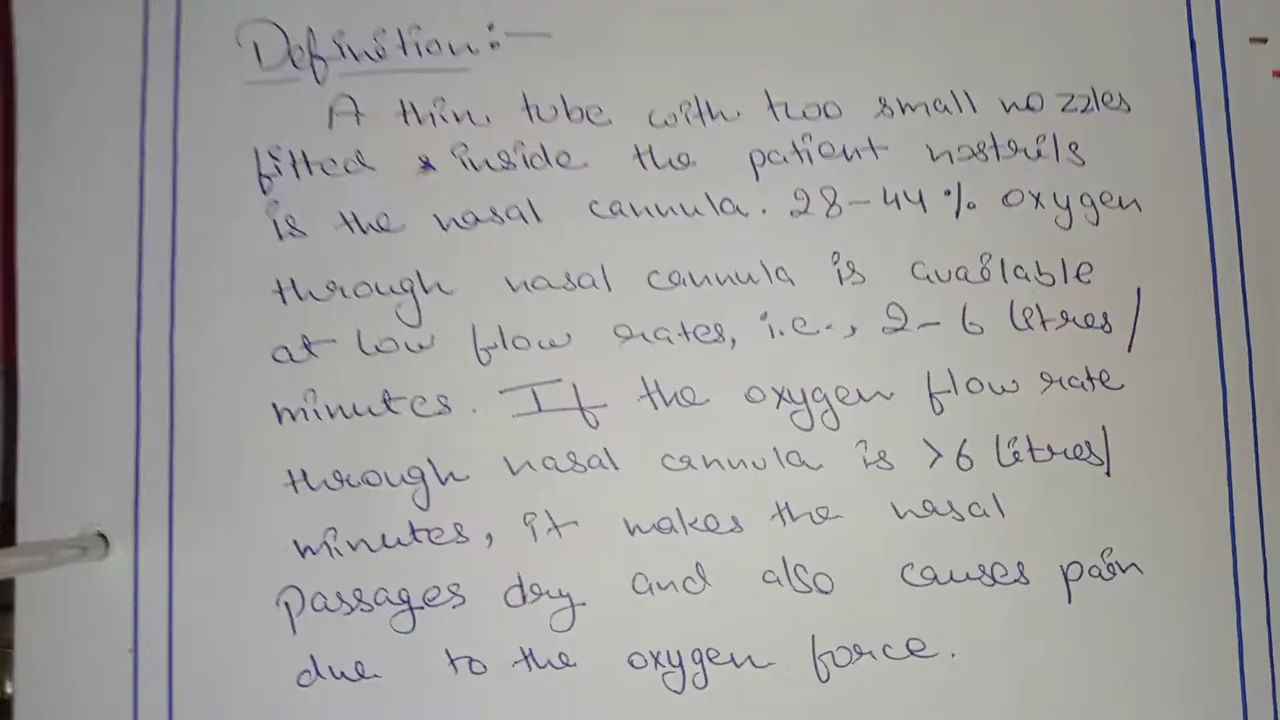 Definition:-
A thin tube with two small nozzles
fitted inside the patient nostrils
is the nasal cannula. 28-44% oxygen
through nasal cannula is available
at low flow rates, i.e., 2-6 litres/
minutes. If the oxygen flow rate
through nasal cannula is >6 litres/
minutes, it makes the nasal
passages dry and also causes pain
due to the oxygen force.